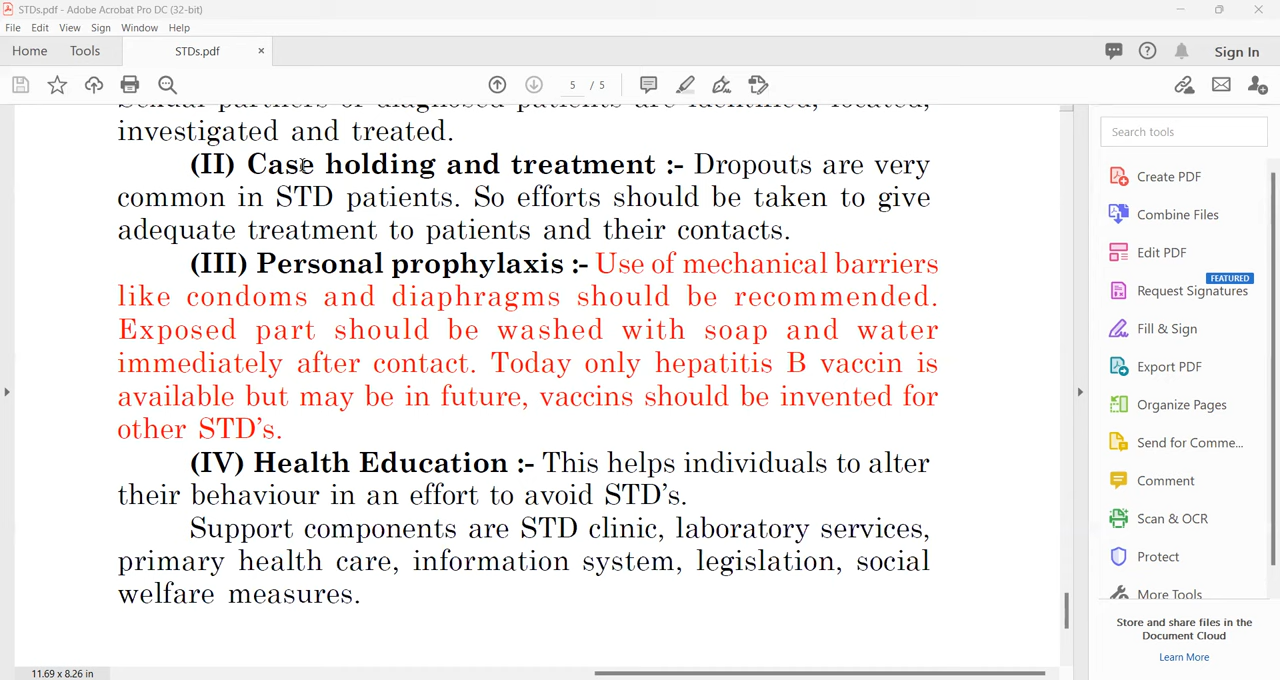 STDs.pdf - Adobe Acrobat Pro DC (32-bit)
File Edit View Sign Window Help
Home Tools STDs.pdf × Sign In
5 / 5
Sexual partners of diagnosed patients are identified, located,
investigated and treated.
(II) Case holding and treatment :- Dropouts are very
common in STD patients. So efforts should be taken to give
adequate treatment to patients and their contacts.
(III) Personal prophylaxis :- Use of mechanical barriers
like condoms and diaphragms should be recommended.
Exposed part should be washed with soap and water
immediately after contact. Today only hepatitis B vaccin is
available but may be in future, vaccins should be invented for
other STD's.
(IV) Health Education :- This helps individuals to alter
their behaviour in an effort to avoid STD's.
Support components are STD clinic, laboratory services,
primary health care, information system, legislation, social
welfare measures.
11.69 x 8.26 in
Search tools
Create PDF
Combine Files
Edit PDF
FEATURED
Request Signatures
Fill & Sign
Export PDF
Organize Pages
Send for Comme...
Comment
Scan & OCR
Protect
More Tools
Store and share files in the
Document Cloud
Learn More